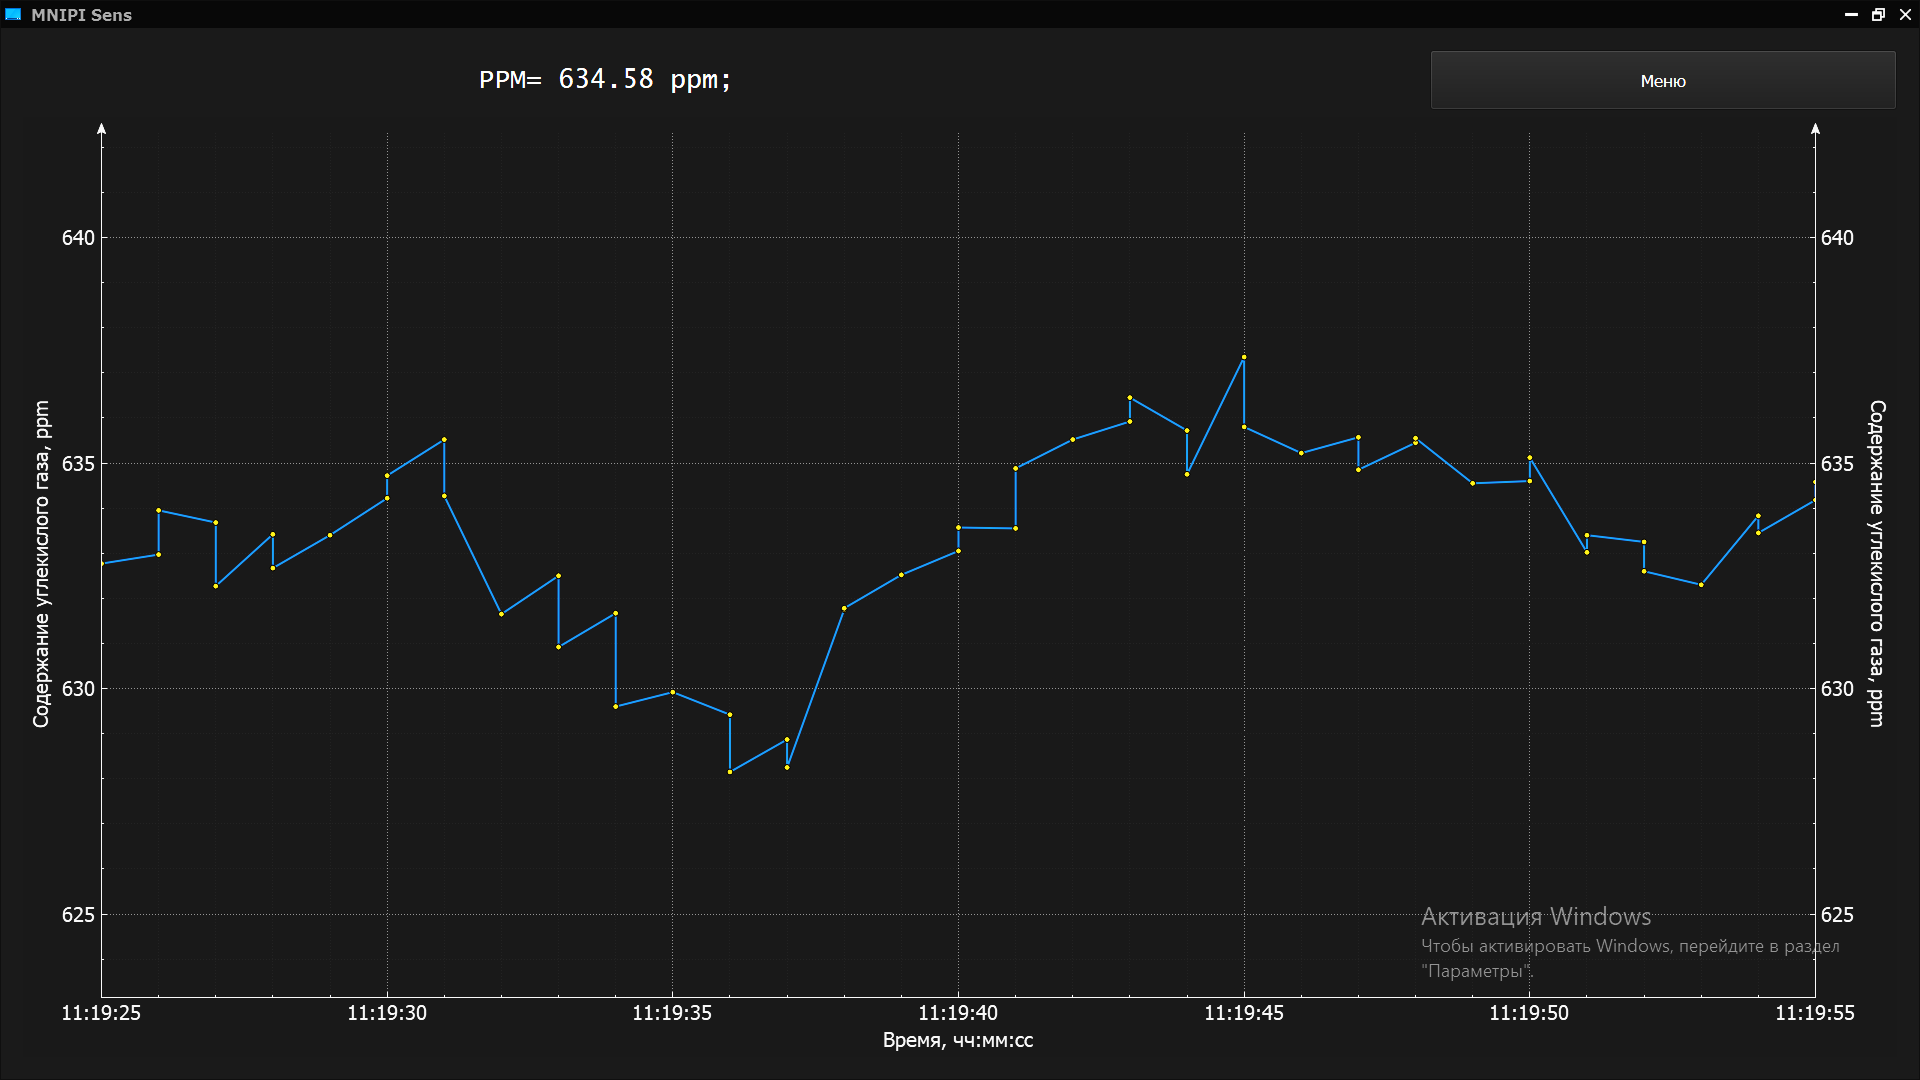 MNIPI Sens
PPM= 634.58 ppm;
Меню
640
635
630
625
Содержание углекислого газа, ppm
640
635
630
625
Содержание углекислого газа, ppm
Активация Windows
Чтобы активировать Windows, перейдите в раздел
"Параметры".
11:19:25
11:19:30
11:19:35
11:19:40
11:19:45
11:19:50
11:19:55
Время, чч:мм:сс